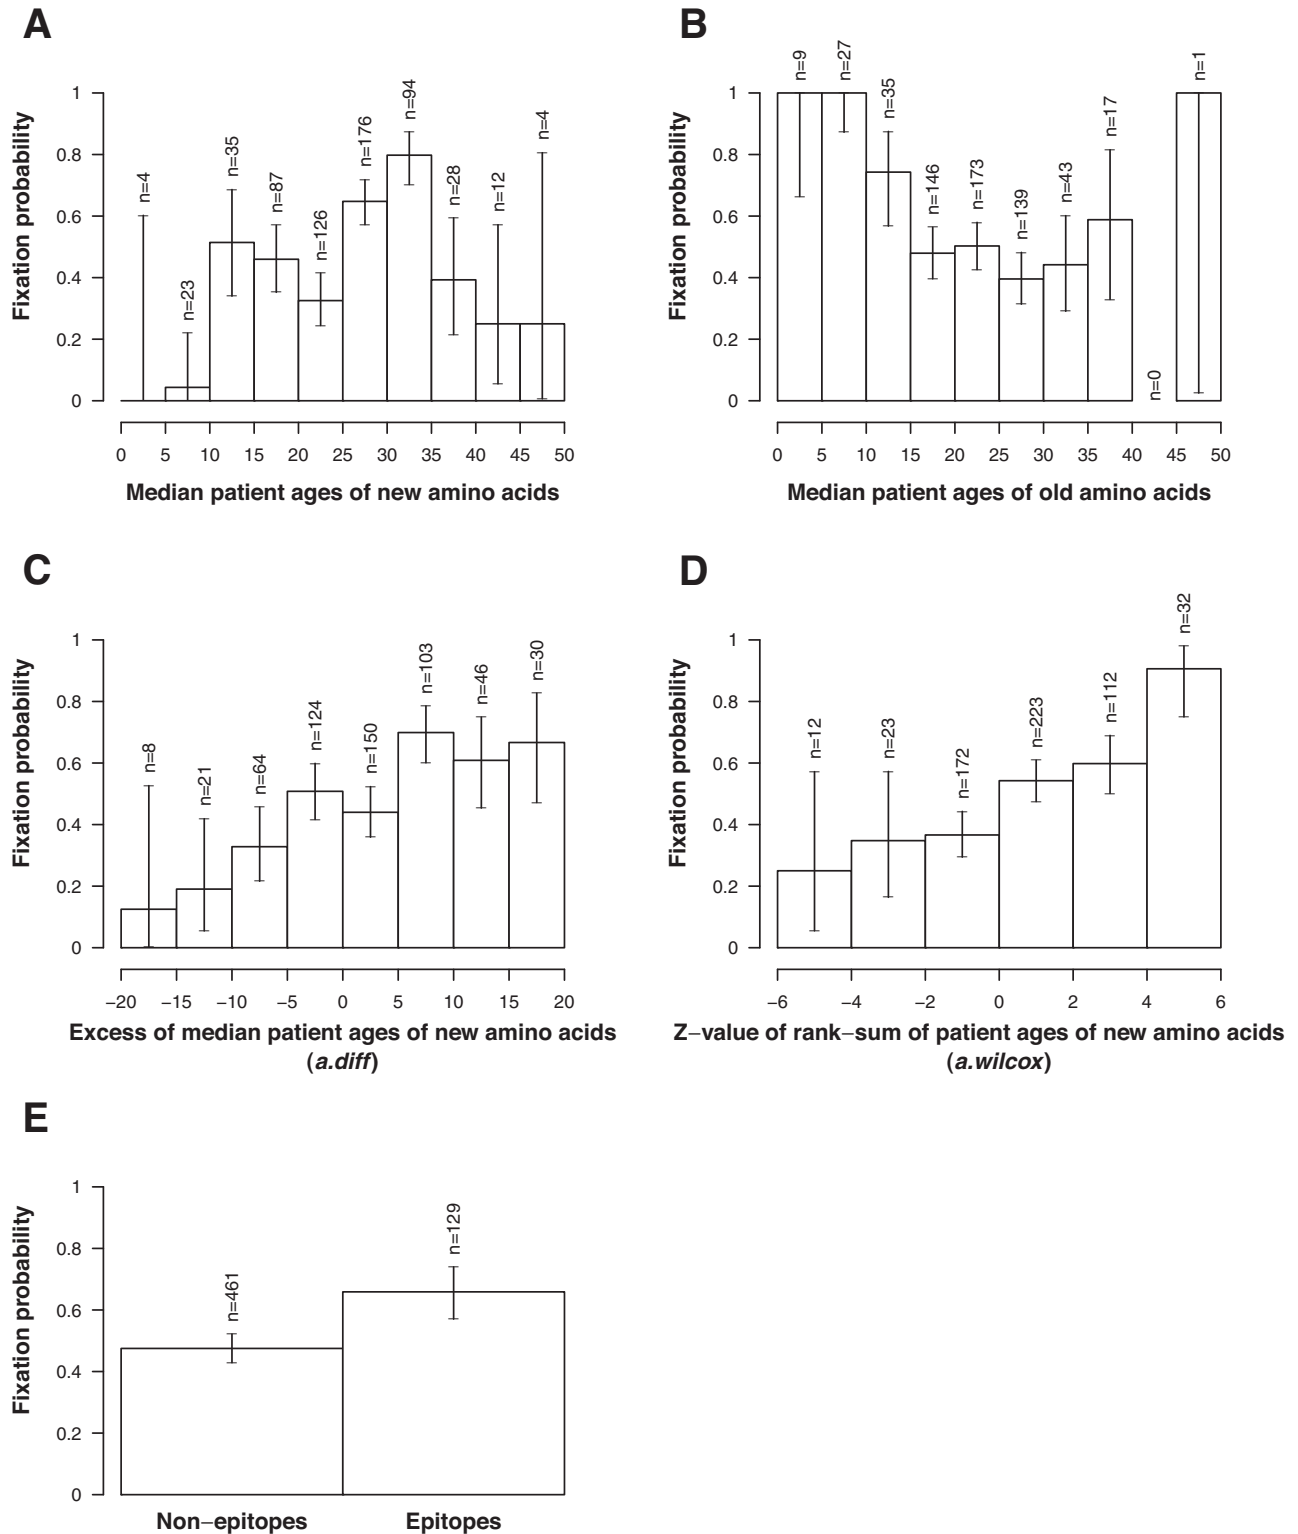 A
Fixation probability
1
0.8
0.6
0.4
0.2
0
n=4
n=23
n=35
n=87
n=126
n=176
n=94
n=28
n=12
n=4
0 5 10 15 20 25 30 35 40 45 50
Median patient ages of new amino acids
B
Fixation probability
1
0.8
0.6
0.4
0.2
0
n=9
n=27
n=35
n=146
n=173
n=139
n=43
n=17
n=0
n=1
0 5 10 15 20 25 30 35 40 45 50
Median patient ages of old amino acids
C
Fixation probability
1
0.8
0.6
0.4
0.2
0
n=8
n=21
n=64
n=124
n=150
n=103
n=46
n=30
−20 −15 −10 −5 0 5 10 15 20
Excess of median patient ages of new amino acids
(a.diff)
D
Fixation probability
1
0.8
0.6
0.4
0.2
0
n=12
n=23
n=172
n=223
n=112
n=32
−6 −4 −2 0 2 4 6
Z−value of rank−sum of patient ages of new amino acids
(a.wilcox)
E
Fixation probability
1
0.8
0.6
0.4
0.2
0
n=461
n=129
Non−epitopes Epitopes